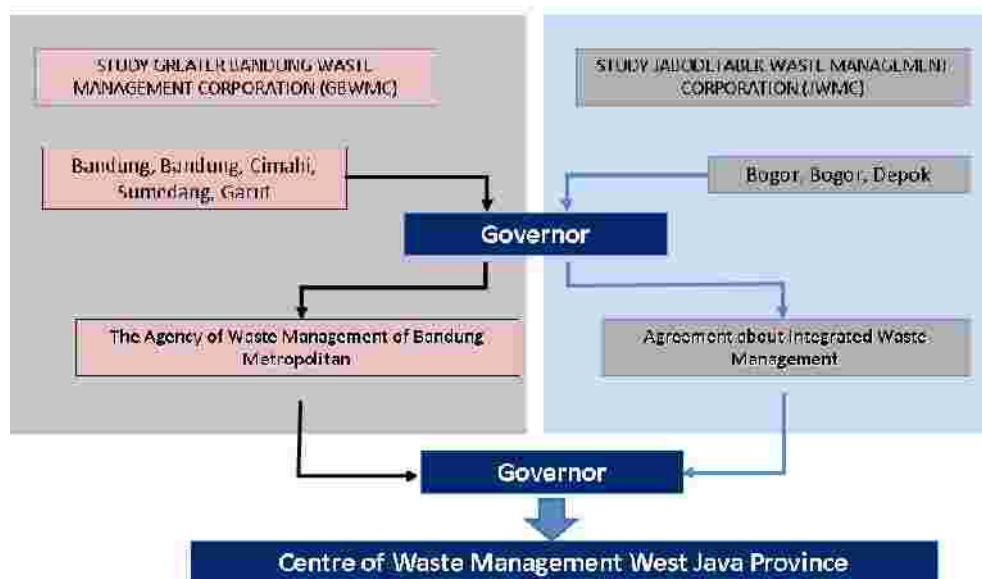 STUDY GREATER BANDUNG WASTE
MANAGEMENT CORPORATION (GBWMC)
STUDY JABODETABEK WASTE MANAGEMENT
CORPORATION (JWMC)
Bandung, Bandung, Cimahi,
Sumedang, Garut
Bogor, Bogor, Depok
Governor
The Agency of Waste Management of Bandung
Metropolitan
Agreement about Integrated Waste
Management
Governor
Centre of Waste Management West Java Province